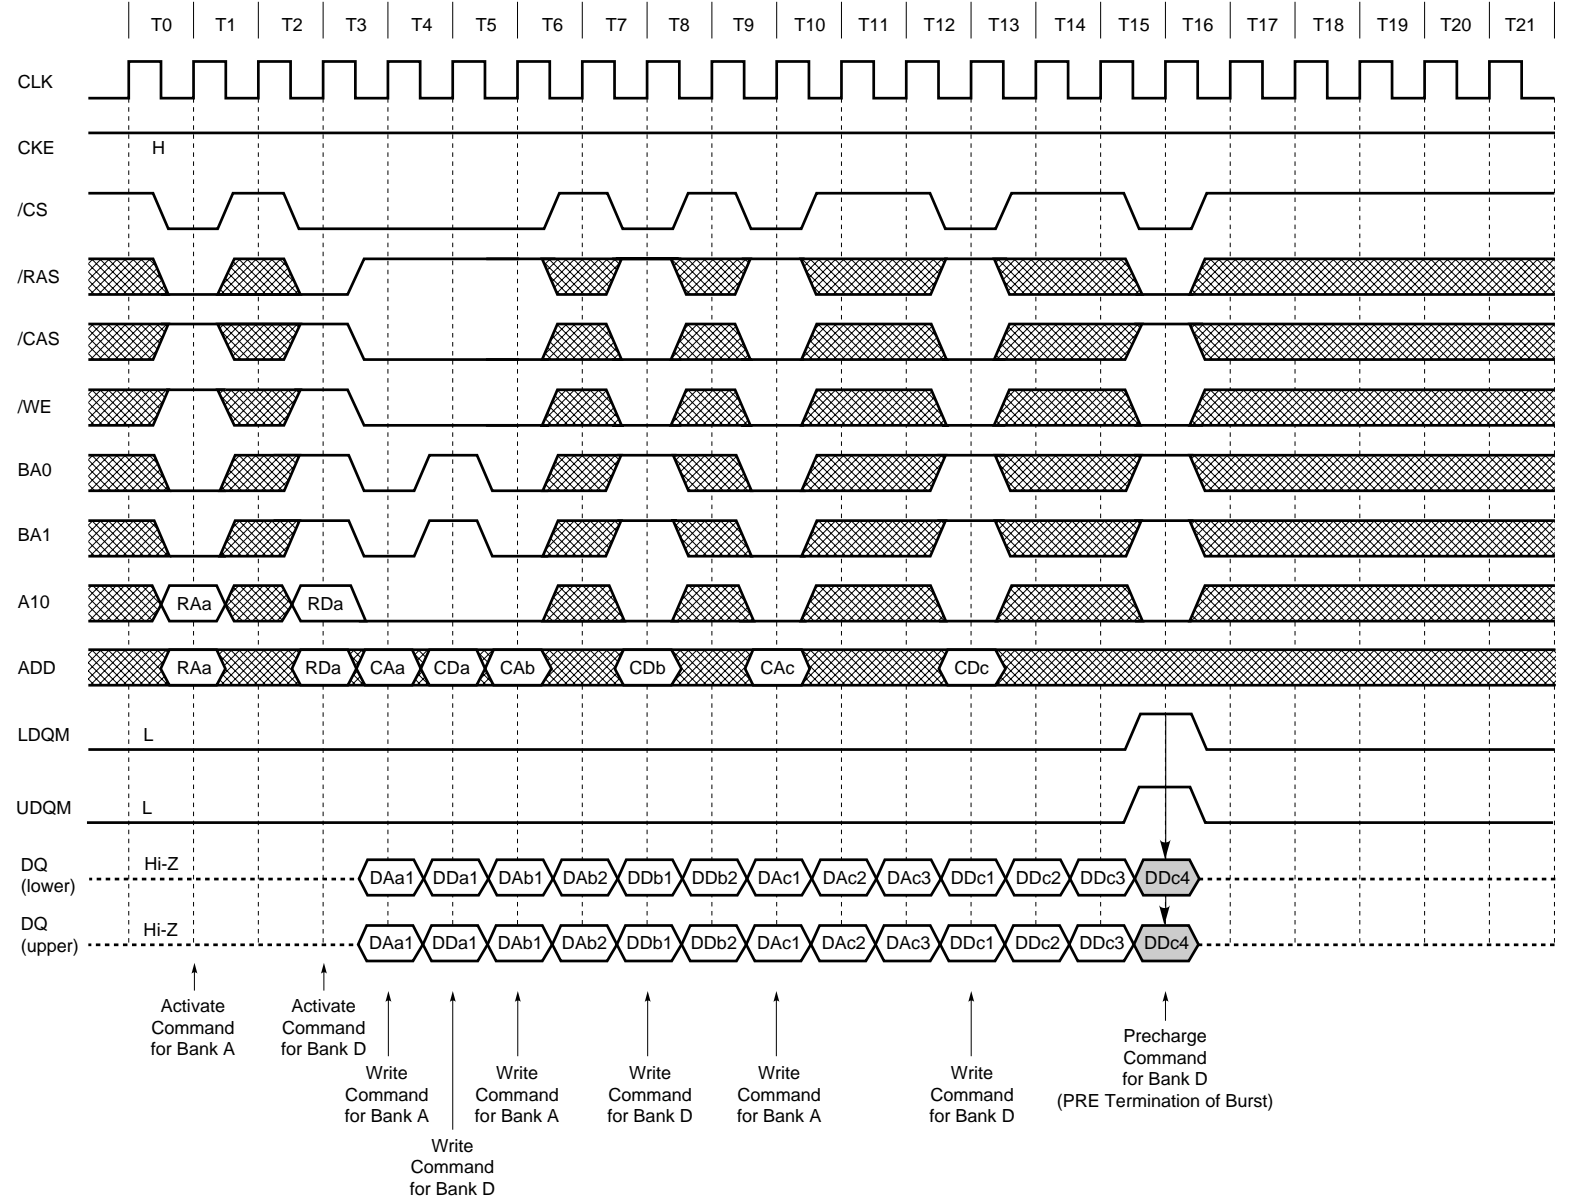 T0 T1 T2 T3 T4 T5 T6 T7 T8 T9 T10 T11 T12 T13 T14 T15 T16 T17 T18 T19 T20 T21
CLK
CKE H
/CS
/RAS
/CAS
/WE
BA0
BA1
A10 RAa RDa
ADD RAa RDa CAa CDa CAb CDb CAc CDc
LDQM L
UDQM L
DQ
(lower)
Hi-Z
DAa1 DDa1 DAb1 DAb2 DDb1 DDb2 DAc1 DAc2 DAc3 DDc1 DDc2 DDc3 DDc4
DQ
(upper)
Hi-Z
DAa1 DDa1 DAb1 DAb2 DDb1 DDb2 DAc1 DAc2 DAc3 DDc1 DDc2 DDc3 DDc4
Activate
Command
for Bank A
Activate
Command
for Bank D
Write
Command
for Bank A
Write
Command
for Bank D
Write
Command
for Bank A
Write
Command
for Bank D
Write
Command
for Bank A
Write
Command
for Bank D
Precharge
Command
for Bank D
(PRE Termination of Burst)